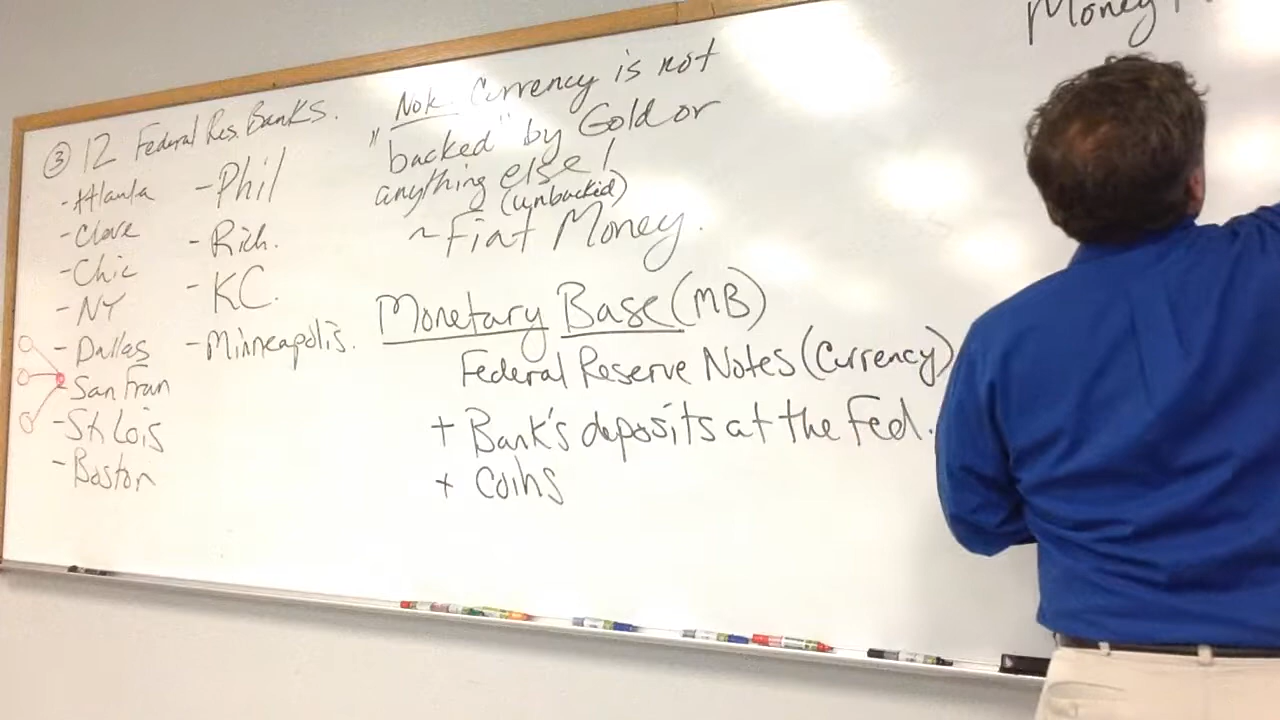 ③ 12 Federal Res. Banks.
- Atlanta
- Cleve
- Chic
- NY
- Dallas
- San Fran
- St Lois
- Boston
- Phil
- Rich.
- KC.
- Minneapolis.
Note. Currency is not
"backed" by Gold or
anything else!
(unbacked)
~ Fiat Money.
Monetary Base (MB)
Federal Reserve Notes (Currency)
+ Bank's deposits at the Fed.
+ Coins
Money